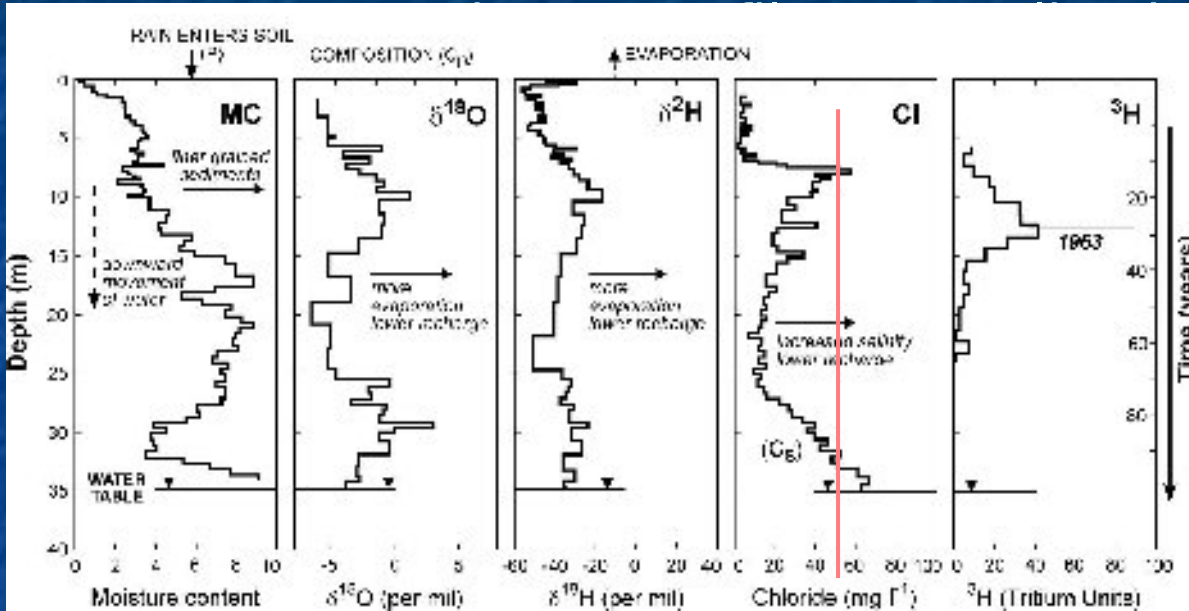 RAIN ENTERS SOIL
(P)
COMPOSITION (Cp)
EVAPORATION
MC
δ18O
δ2H
Cl
3H
finer grained
sediments
downward
movement
of water
more
evaporation
lower recharge
more
evaporation
lower recharge
increased salinity
lower recharge
1963
(Cs)
WATER
TABLE
Depth (m)
0
5
10
15
20
25
30
35
40
Time (years)
20
40
60
80
0 2 4 6 8 10
-5 0 5
-60 -40 -20 0 20 40
0 20 40 60 80 100
0 20 40 60 80 100
Moisture content
δ18O (per mil)
δ18H (per mil)
Chloride (mg l-1)
3H (Tritium Units)